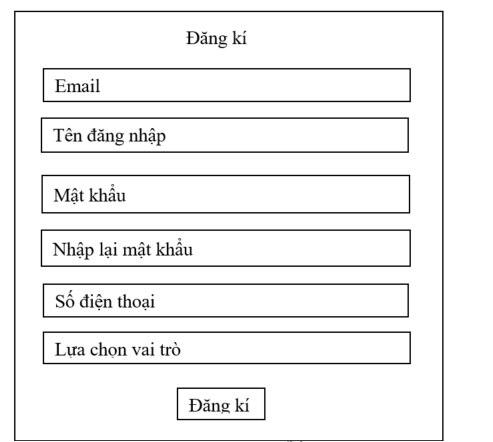 Đăng kí
Email
Tên đăng nhập
Mật khẩu
Nhập lại mật khẩu
Số điện thoại
Lựa chọn vai trò
Đăng kí